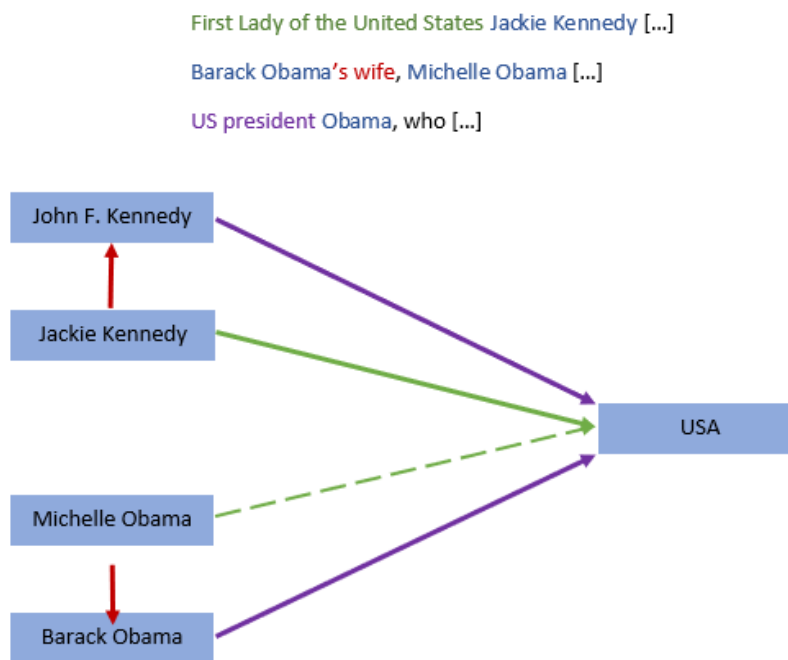 First Lady of the United States Jackie Kennedy […]
Barack Obama’s wife, Michelle Obama […]
US president Obama, who […]
John F. Kennedy
Jackie Kennedy
USA
Michelle Obama
Barack Obama